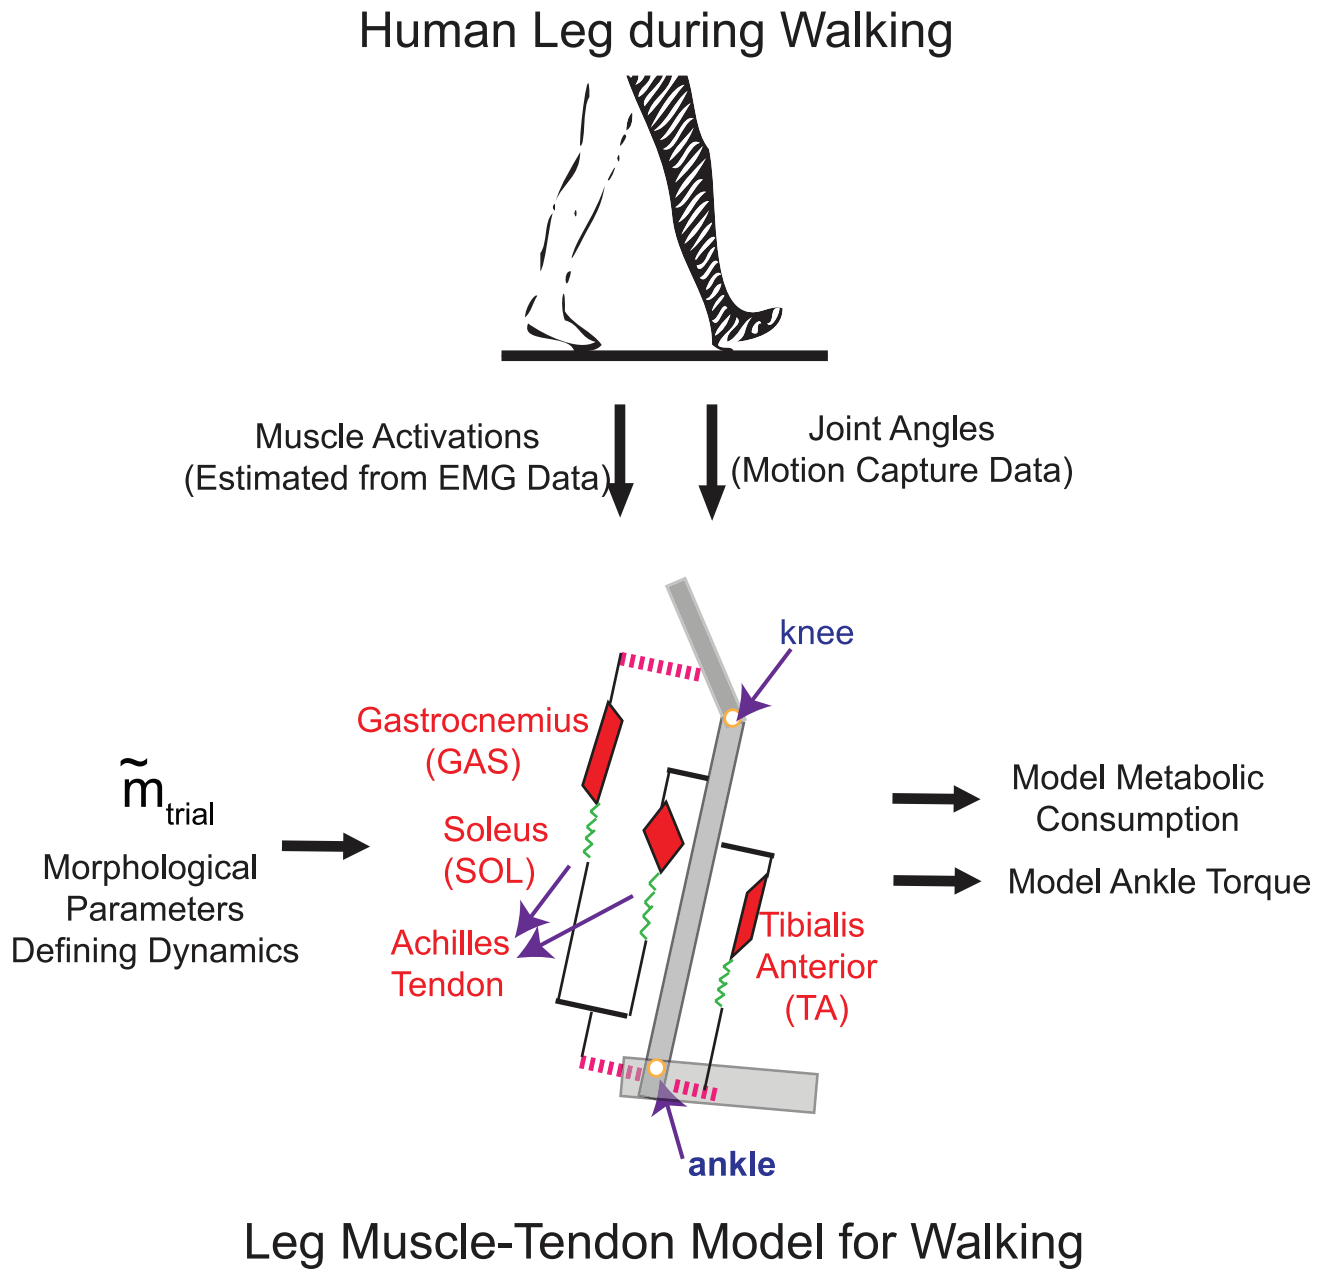 Human Leg during Walking
Muscle Activations
(Estimated from EMG Data)
Joint Angles
(Motion Capture Data)
knee
Gastrocnemius
(GAS)
m̃trial
Morphological
Parameters
Defining Dynamics
Soleus
(SOL)
Achilles
Tendon
Tibialis
Anterior
(TA)
Model Metabolic
Consumption
Model Ankle Torque
ankle
Leg Muscle-Tendon Model for Walking